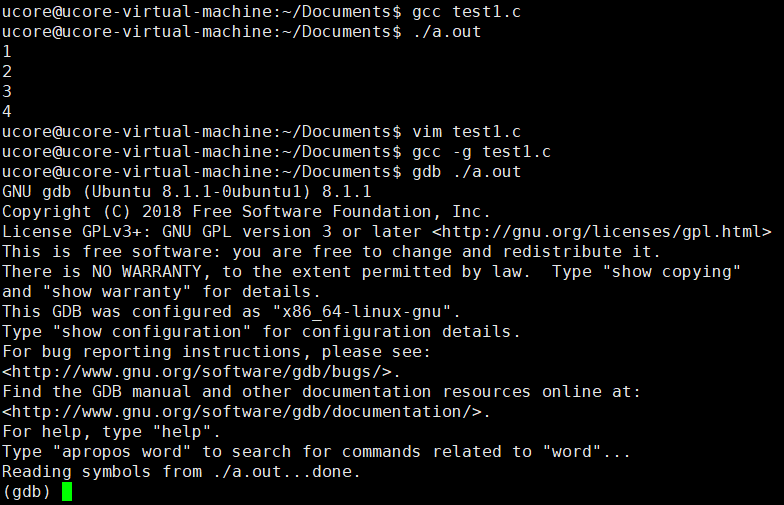 ucore@ucore-virtual-machine:~/Documents$ gcc test1.c
ucore@ucore-virtual-machine:~/Documents$ ./a.out
1
2
3
4
ucore@ucore-virtual-machine:~/Documents$ vim test1.c
ucore@ucore-virtual-machine:~/Documents$ gcc -g test1.c
ucore@ucore-virtual-machine:~/Documents$ gdb ./a.out
GNU gdb (Ubuntu 8.1.1-0ubuntu1) 8.1.1
Copyright (C) 2018 Free Software Foundation, Inc.
License GPLv3+: GNU GPL version 3 or later <http://gnu.org/licenses/gpl.html>
This is free software: you are free to change and redistribute it.
There is NO WARRANTY, to the extent permitted by law.  Type "show copying"
and "show warranty" for details.
This GDB was configured as "x86_64-linux-gnu".
Type "show configuration" for configuration details.
For bug reporting instructions, please see:
<http://www.gnu.org/software/gdb/bugs/>.
Find the GDB manual and other documentation resources online at:
<http://www.gnu.org/software/gdb/documentation/>.
For help, type "help".
Type "apropos word" to search for commands related to "word"...
Reading symbols from ./a.out...done.
(gdb)